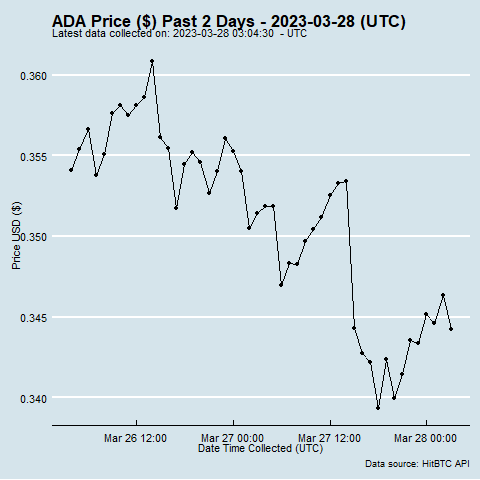 ADA Price ($) Past 2 Days - 2023-03-28 (UTC)
Latest data collected on: 2023-03-28 03:04:30 - UTC
0.360
0.355
0.350
0.345
0.340
Price USD ($)
Mar 26 12:00
Mar 27 00:00
Mar 27 12:00
Mar 28 00:00
Date Time Collected (UTC)
Data source: HitBTC API